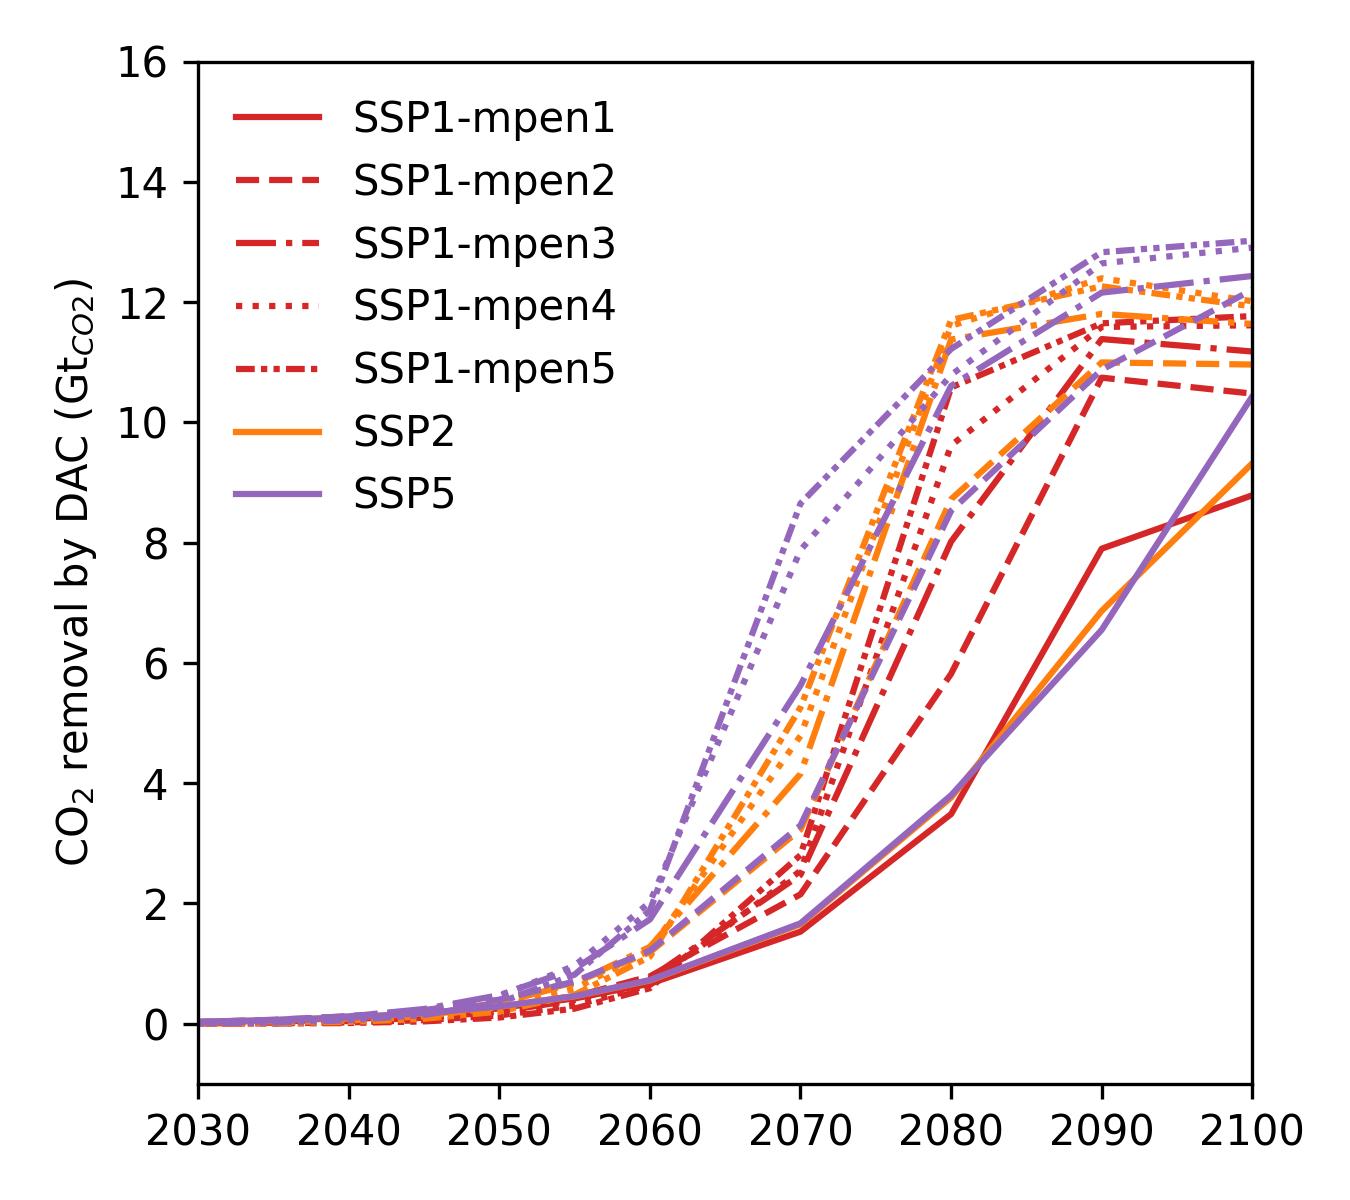 16
14
12
10
8
6
4
2
0
CO₂ removal by DAC (Gt_CO2)
SSP1-mpen1
SSP1-mpen2
SSP1-mpen3
SSP1-mpen4
SSP1-mpen5
SSP2
SSP5
2030 2040 2050 2060 2070 2080 2090 2100